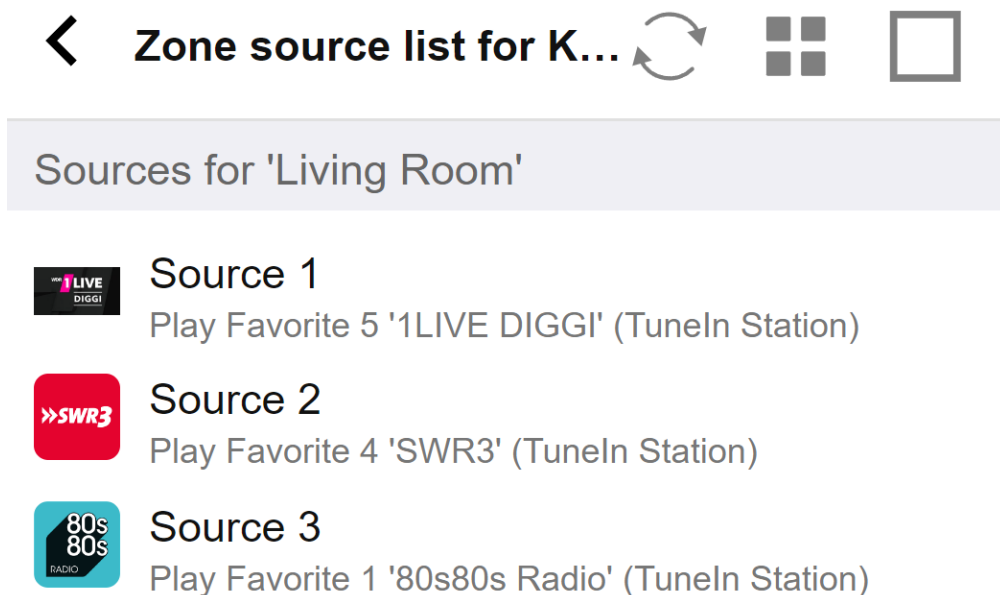 Zone source list for K...
Sources for 'Living Room'
WDR 1LIVE
DIGGI
Source 1
Play Favorite 5 '1LIVE DIGGI' (TuneIn Station)
SWR3
Source 2
Play Favorite 4 'SWR3' (TuneIn Station)
80s
80s
RADIO
Source 3
Play Favorite 1 '80s80s Radio' (TuneIn Station)